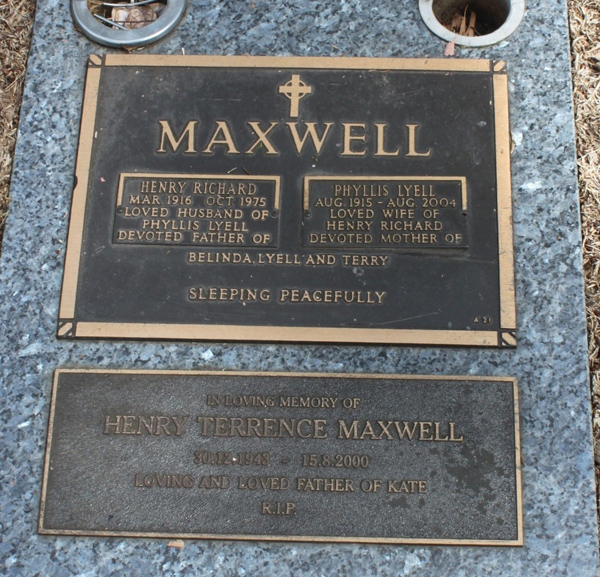 MAXWELL
HENRY RICHARD
MAR. 1916 OCT. 1975
LOVED HUSBAND OF
PHYLLIS LYELL
DEVOTED FATHER OF
PHYLLIS LYELL
AUG. 1915 - AUG. 2004
LOVED WIFE OF
HENRY RICHARD
DEVOTED MOTHER OF
BELINDA, LYELL AND TERRY
SLEEPING PEACEFULLY
IN LOVING MEMORY OF
HENRY TERRENCE MAXWELL
30.12.1943 - 15.8.2000
LOVING AND LOVED FATHER OF KATE
R.I.P.